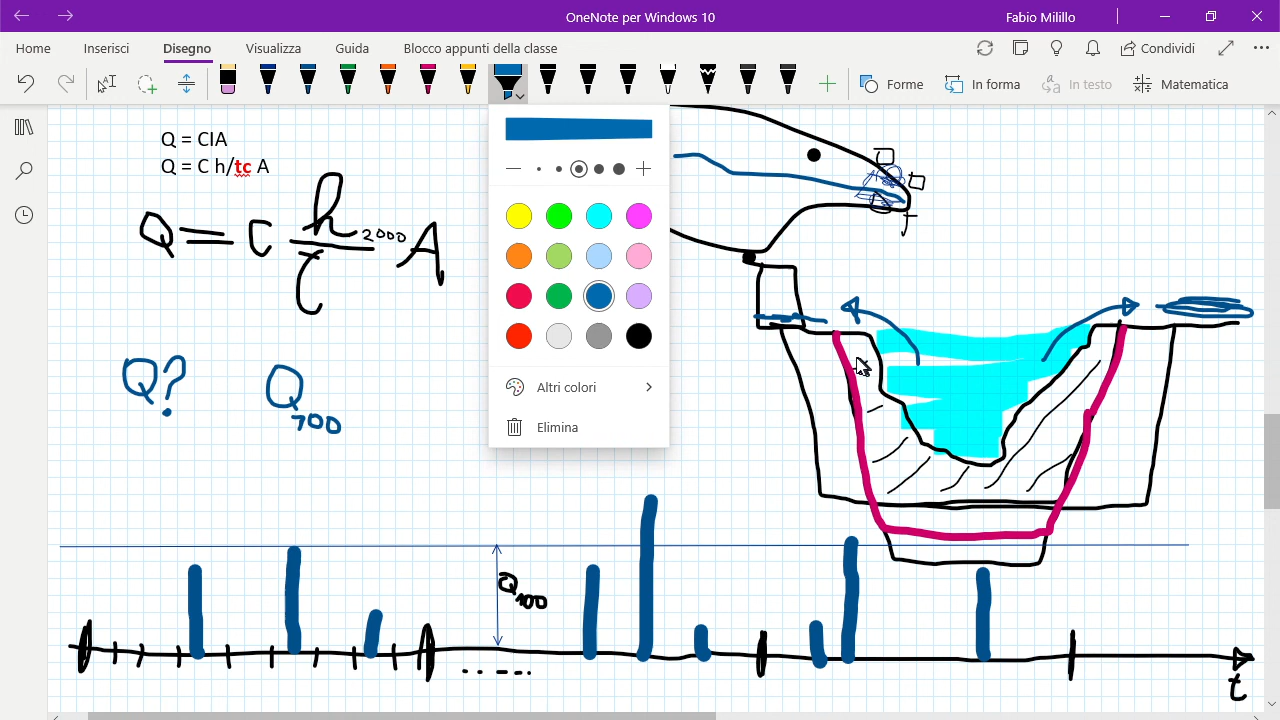 OneNote per Windows 10
Fabio Milillo
Home Inserisci Disegno Visualizza Guida Blocco appunti della classe
Condividi
Forme In forma In testo Matematica
Q = CIA
Q = C h/tc A
Q = C h 2000 A
Q? Q
100
Altri colori
Elimina
Q100
t